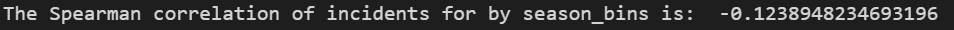 The Spearman correlation of incidents for by season_bins is:  -0.1238948234693196